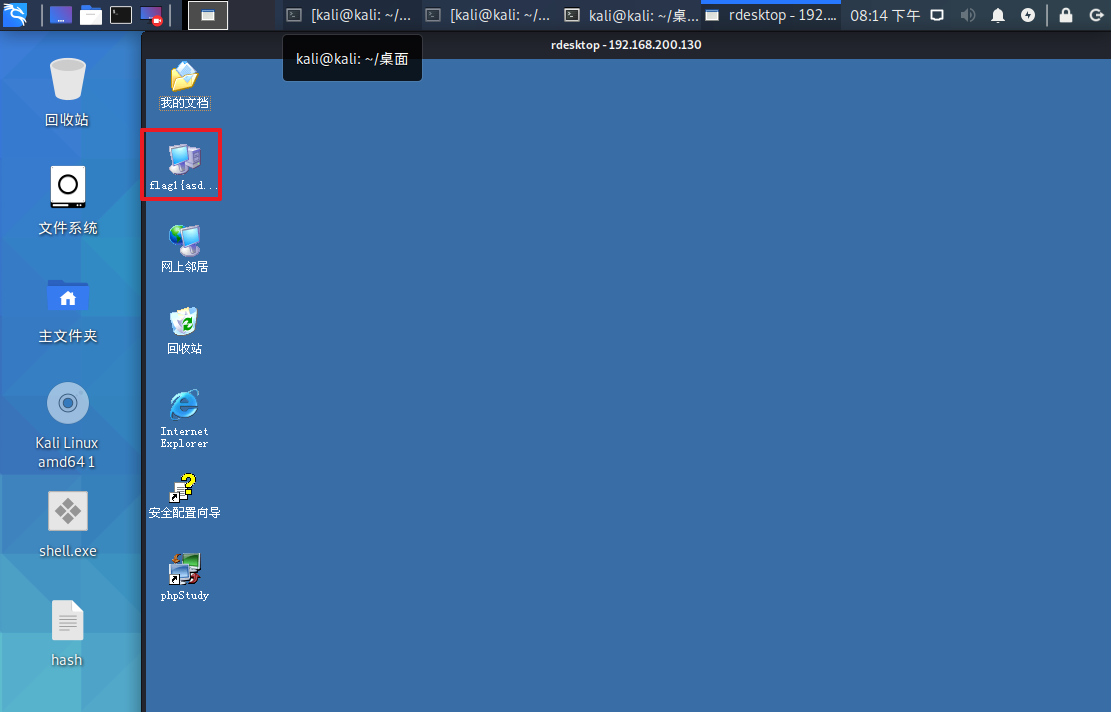 [kali@kali: ~/...
[kali@kali: ~/...
kali@kali: ~/桌...
rdesktop - 192....
08:14 下午
rdesktop - 192.168.200.130
kali@kali: ~/桌面
回收站
文件系统
主文件夹
Kali Linux
amd64 1
shell.exe
hash
我的文档
flag1{asd...
网上邻居
回收站
Internet
Explorer
安全配置向导
phpStudy